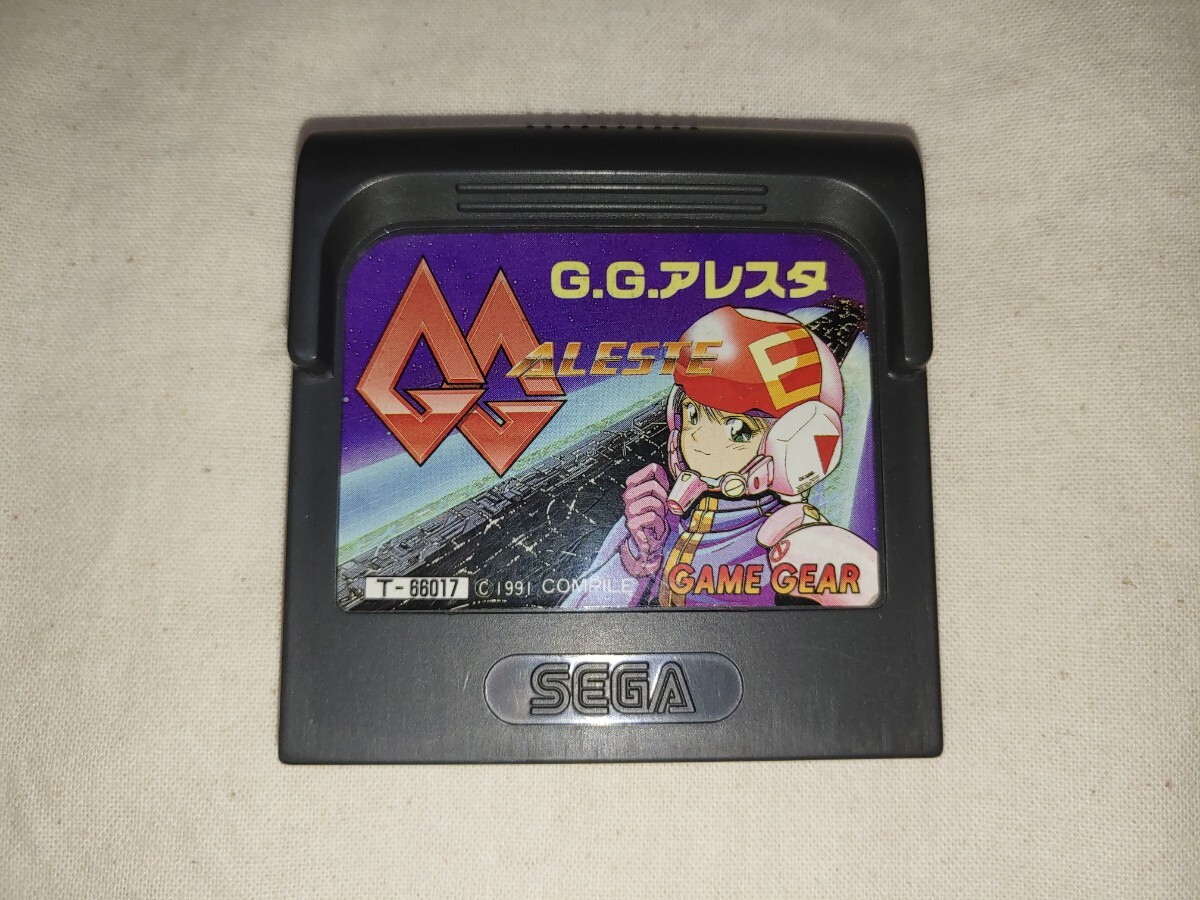 G.G.アレスタ
GG ALESTE
E
T-66017 ©1991 COMPILE
GAME GEAR
SEGA